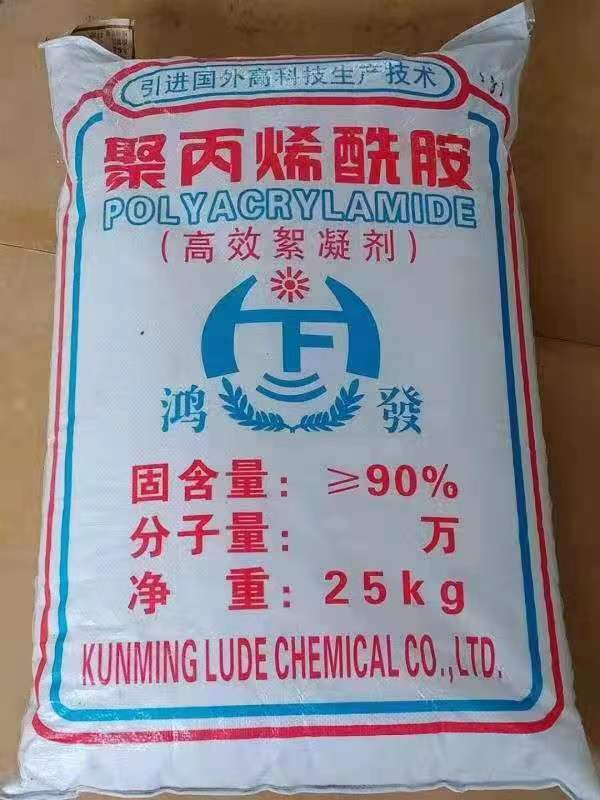 引进国外高科技生产技术
聚丙烯酰胺
POLYACRYLAMIDE
(高效絮凝剂)
鸿 發
固含量: ≥90%
分子量: 万
净 重: 25kg
KUNMING LUDE CHEMICAL CO.,LTD.